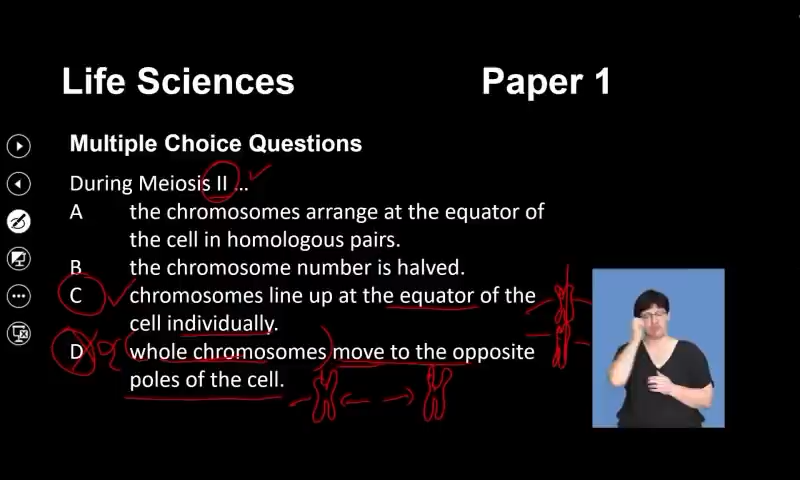 Life Sciences Paper 1
Multiple Choice Questions
During Meiosis II ...
A the chromosomes arrange at the equator of
the cell in homologous pairs.
B the chromosome number is halved.
C chromosomes line up at the equator of the
cell individually.
D whole chromosomes move to the opposite
poles of the cell.